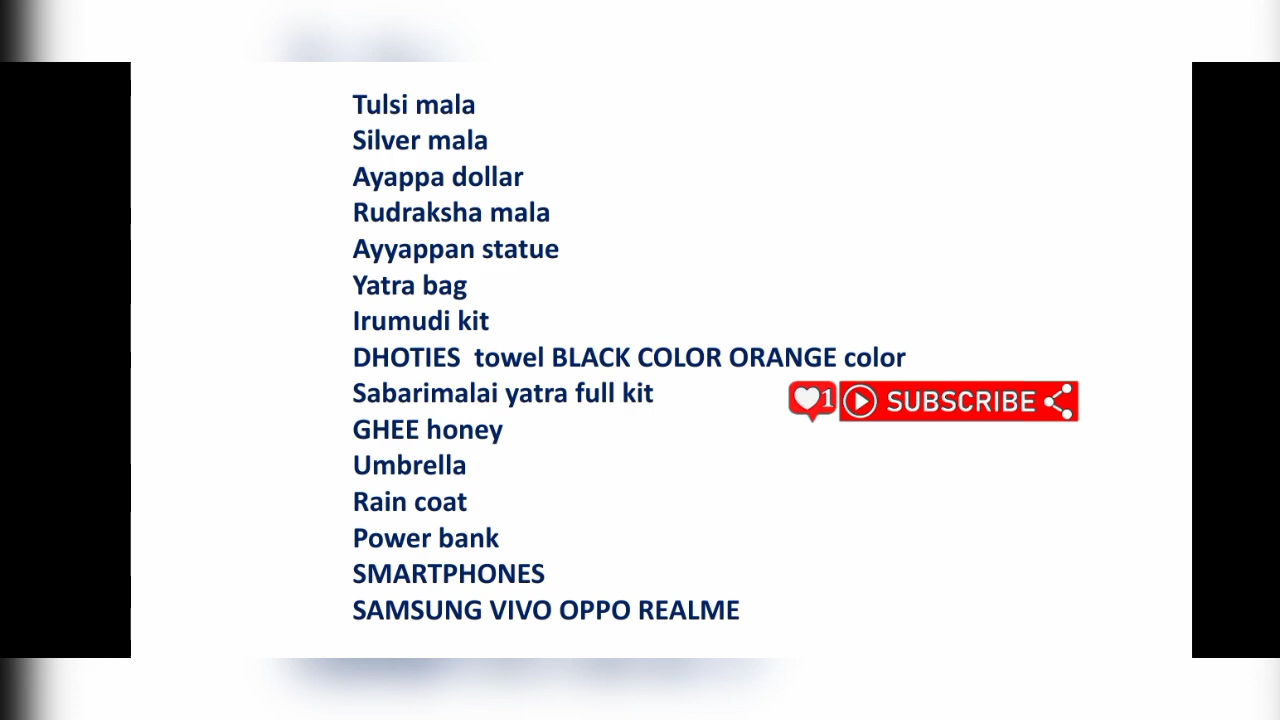 Tulsi mala
Silver mala
Ayappa dollar
Rudraksha mala
Ayyappan statue
Yatra bag
Irumudi kit
DHOTIES  towel BLACK COLOR ORANGE color
Sabarimalai yatra full kit
1 SUBSCRIBE
GHEE honey
Umbrella
Rain coat
Power bank
SMARTPHONES
SAMSUNG VIVO OPPO REALME